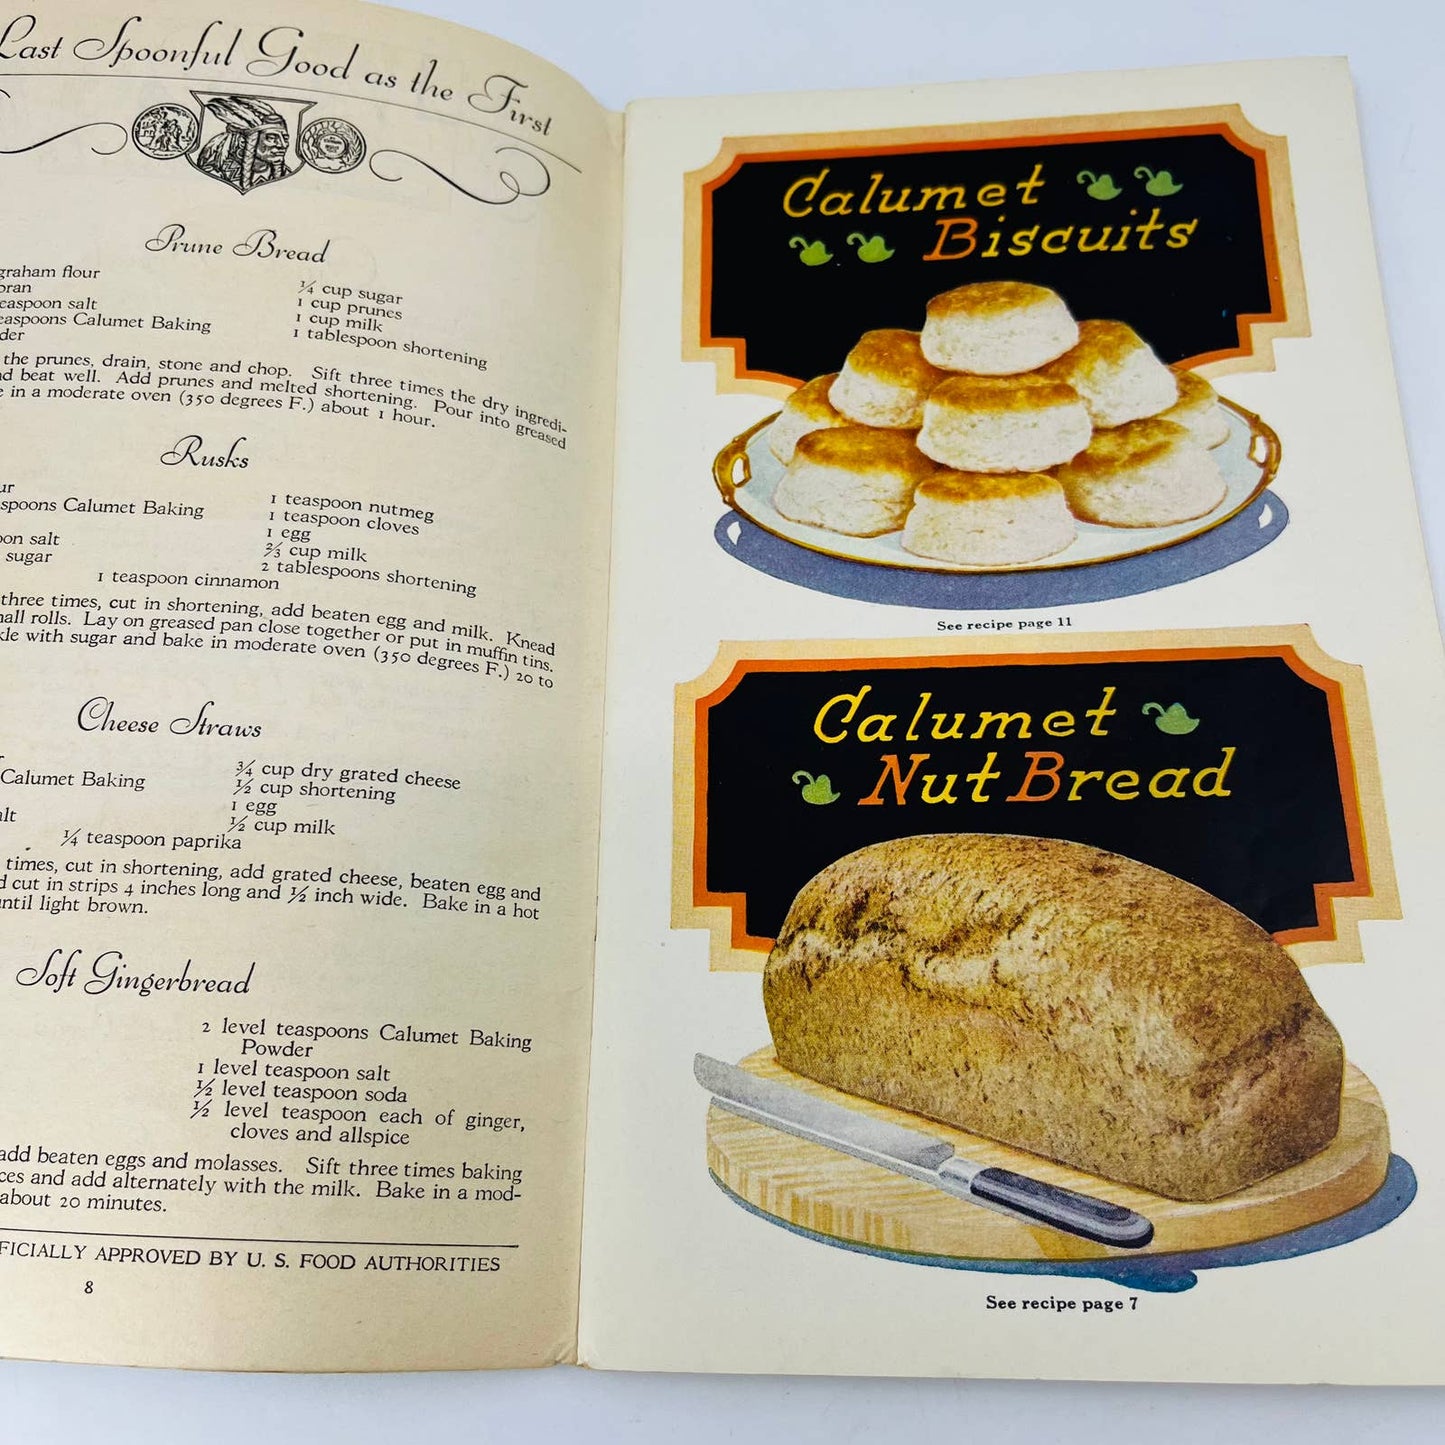 Last Spoonful Good as the First
Prune Bread
graham flour
bran
teaspoon salt
teaspoons Calumet Baking
¼ cup sugar
1 cup prunes
1 cup milk
1 tablespoon shortening
the prunes, drain, stone and chop. Sift three times the dry ingredi-
beat well. Add prunes and melted shortening. Pour into greased
in a moderate oven (350 degrees F.) about 1 hour.
Rusks
spoons Calumet Baking
salt
sugar
1 teaspoon nutmeg
1 teaspoon cloves
1 egg
⅔ cup milk
2 tablespoons shortening
1 teaspoon cinnamon
three times, cut in shortening, add beaten egg and milk. Knead
small rolls. Lay on greased pan close together or put in muffin tins.
with sugar and bake in moderate oven (350 degrees F.) 20 to
Cheese Straws
Calumet Baking
salt
¾ cup dry grated cheese
½ cup shortening
1 egg
½ cup milk
¼ teaspoon paprika
times, cut in shortening, add grated cheese, beaten egg and
cut in strips 4 inches long and ½ inch wide. Bake in a hot
until light brown.
Soft Gingerbread
2 level teaspoons Calumet Baking
Powder
1 level teaspoon salt
½ level teaspoon soda
½ level teaspoon each of ginger,
cloves and allspice
add beaten eggs and molasses. Sift three times baking
and add alternately with the milk. Bake in a mod-
about 20 minutes.
FICIALLY APPROVED BY U. S. FOOD AUTHORITIES
8
Calumet
Biscuits
See recipe page 11
Calumet
Nut Bread
See recipe page 7